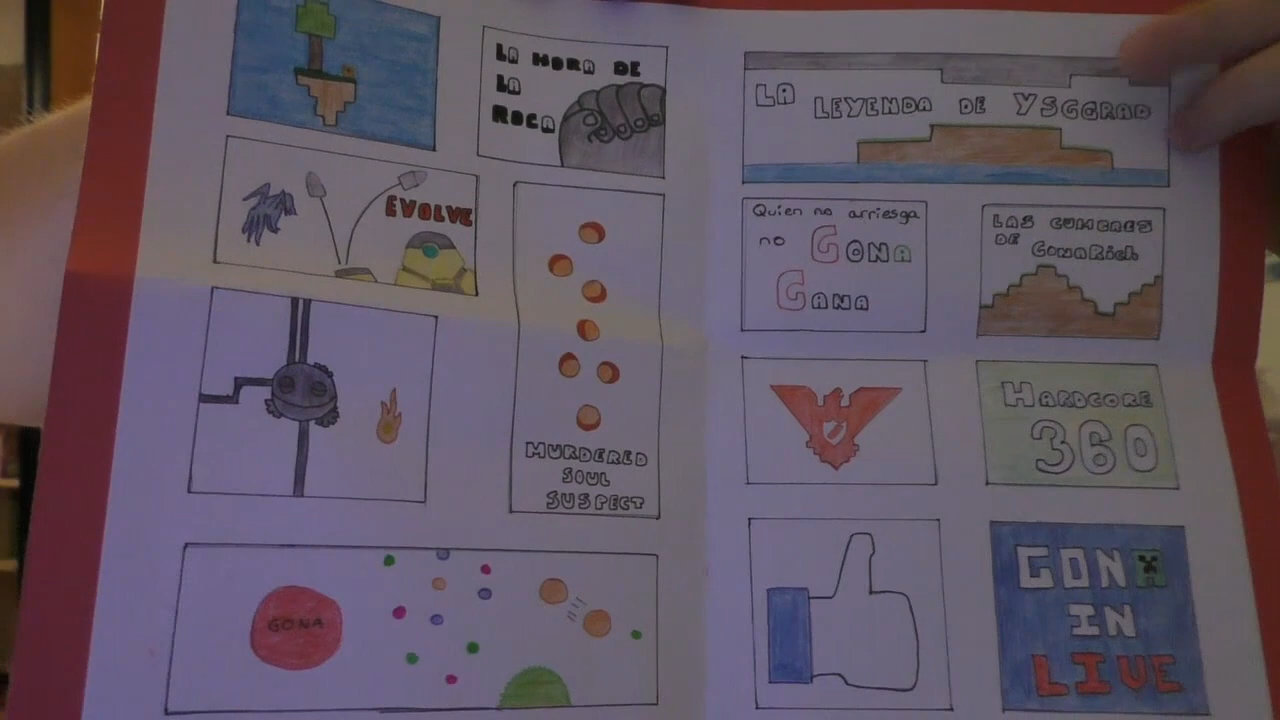 LA HORA DE
LA
ROCA
EVOLVE
MURDERED
SOUL
SUSPECT
GONA
LA LEYENDA DE YSGGRAD
Quien no arriesga
no GONA
GANA
LAS CUMBRES
DE GONARICH
HARDCORE
360
GON
IN
LIVE